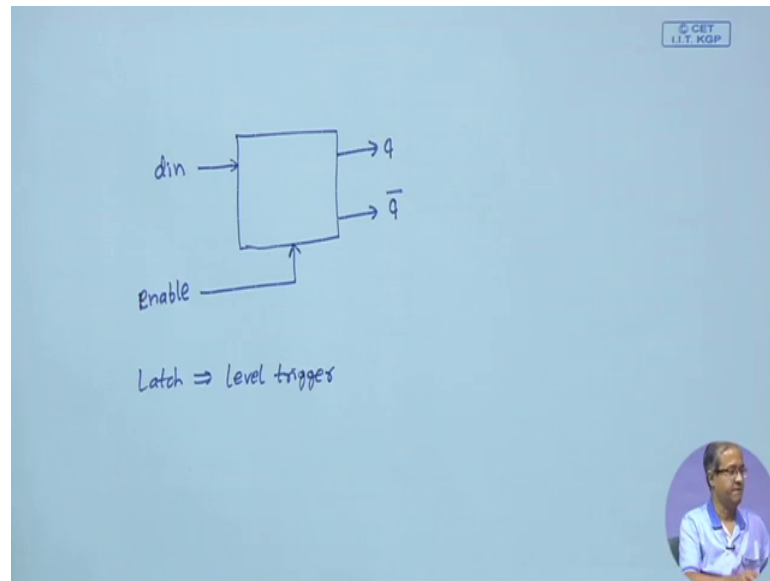 © CET
I.I.T. KGP
din
q
q̅
enable
Latch ⇒ level trigger